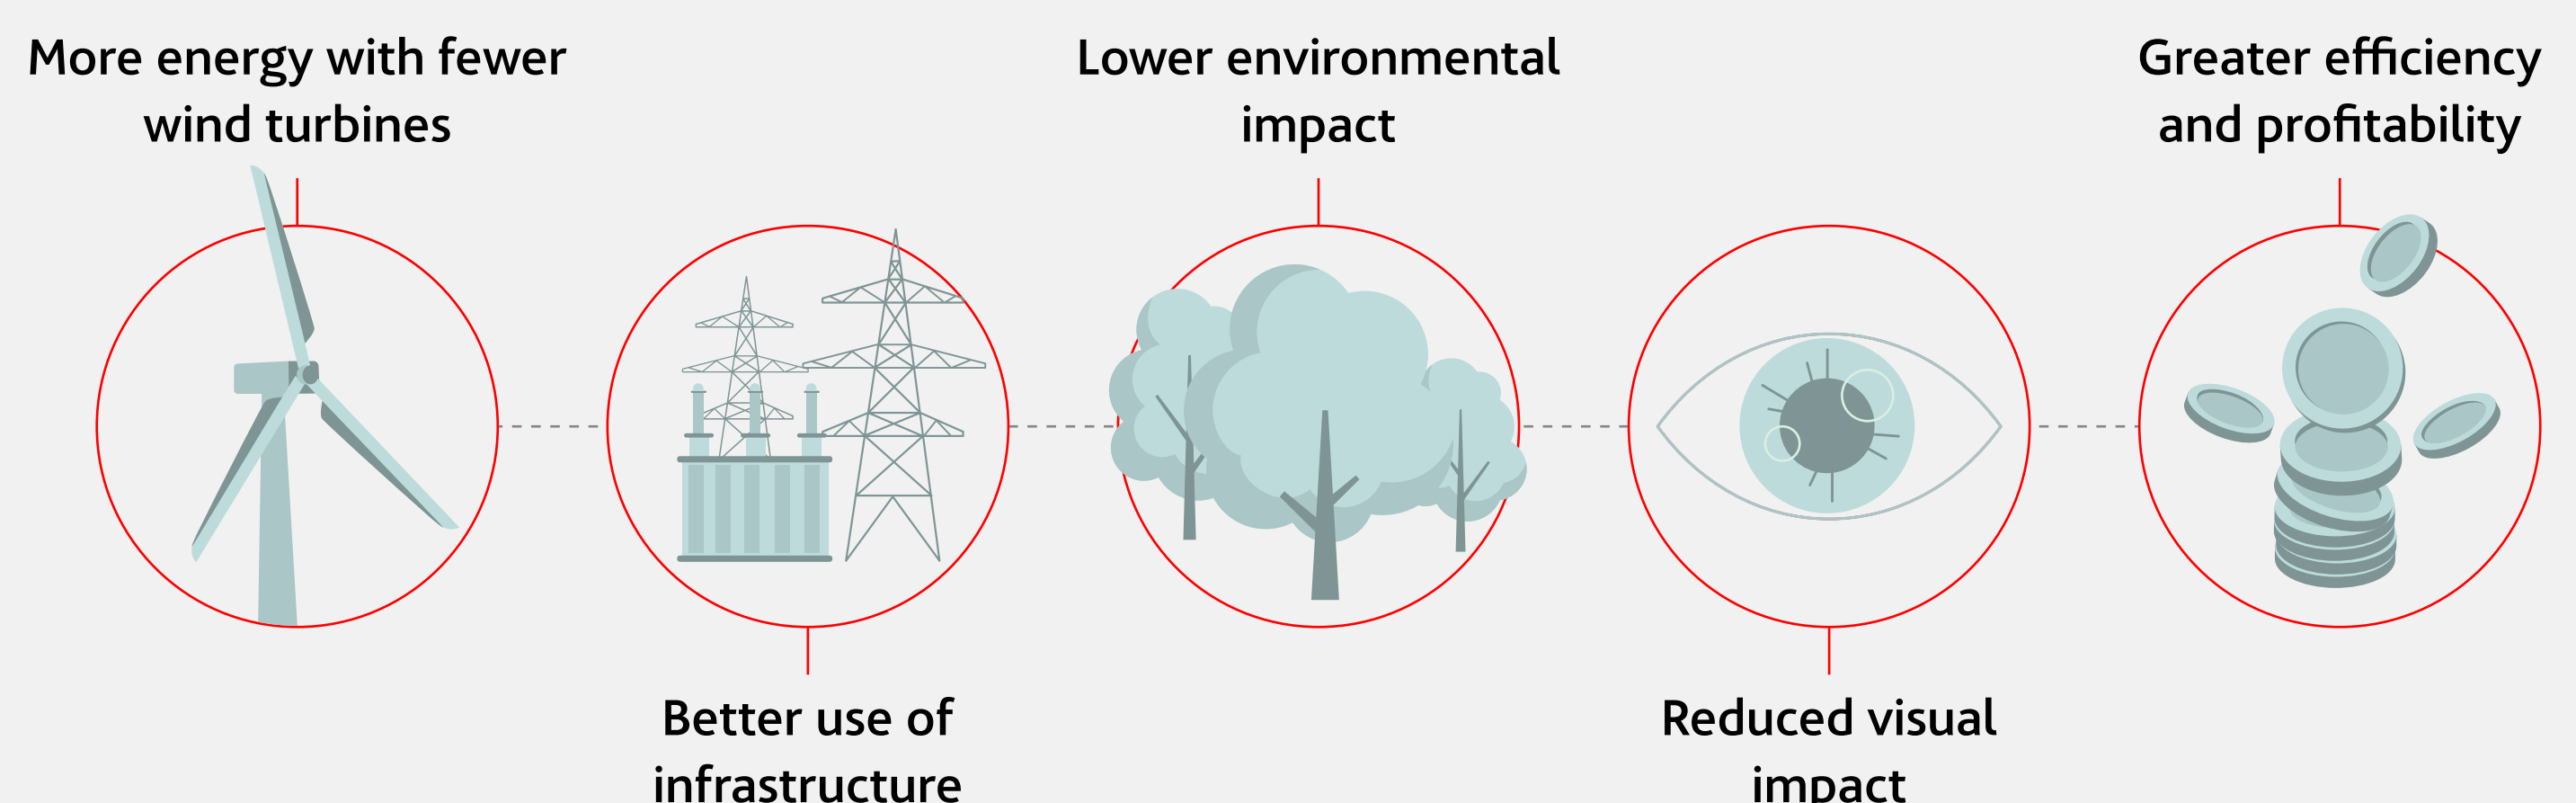 More energy with fewer
wind turbines
Better use of
infrastructure
Lower environmental
impact
Reduced visual
impact
Greater efficiency
and profitability